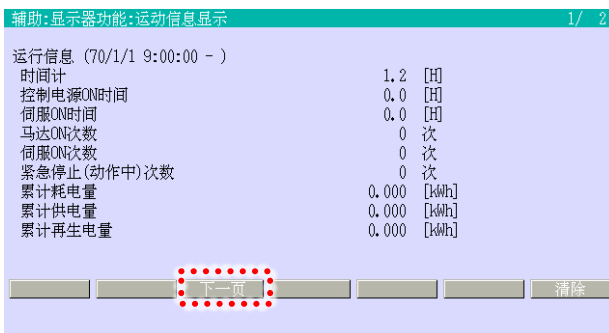 辅助:显示器功能:运动信息显示 1/ 2
运行信息 (70/1/1 9:00:00 - )
时间计 1.2 [H]
控制电源ON时间 0.0 [H]
伺服ON时间 0.0 [H]
马达ON次数 0 次
伺服ON次数 0 次
紧急停止(动作中)次数 0 次
累计耗电量 0.000 [kWh]
累计供电量 0.000 [kWh]
累计再生电量 0.000 [kWh]
下一页 清除